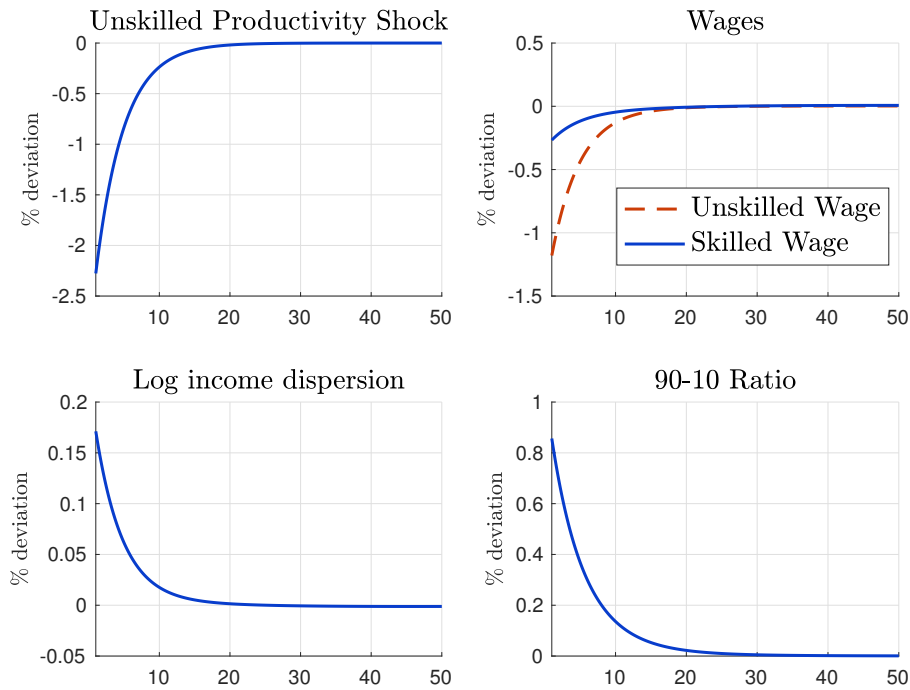 Unskilled Productivity Shock
% deviation
0
-0.5
-1
-1.5
-2
-2.5
10 20 30 40 50
Wages
% deviation
0.5
0
-0.5
-1
-1.5
Unskilled Wage
Skilled Wage
10 20 30 40 50
Log income dispersion
% deviation
0.2
0.15
0.1
0.05
0
-0.05
10 20 30 40 50
90-10 Ratio
% deviation
1
0.8
0.6
0.4
0.2
0
10 20 30 40 50